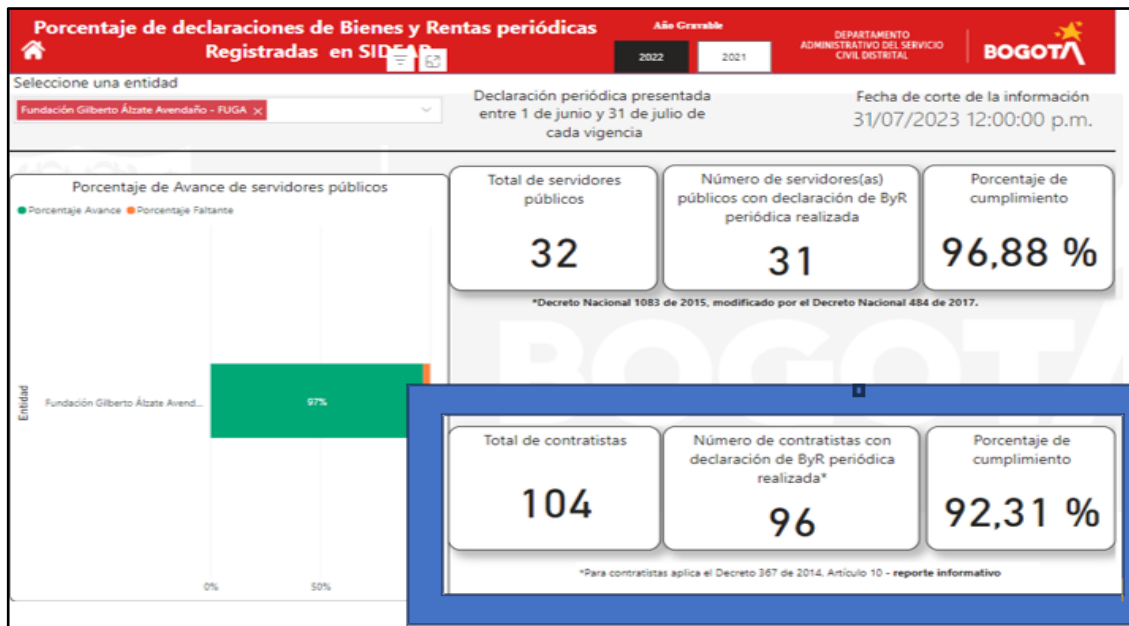 Porcentaje de declaraciones de Bienes y Rentas periódicas
Registradas en SIDEAP
Año Gravable
2022
2021
DEPARTAMENTO
ADMINISTRATIVO DEL SERVICIO
CIVIL DISTRITAL
BOGOTÁ
Seleccione una entidad
Fundación Gilberto Álzate Avendaño - FUGA
Declaración periódica presentada
entre 1 de junio y 31 de julio de
cada vigencia
Fecha de corte de la información
31/07/2023 12:00:00 p.m.
Porcentaje de Avance de servidores públicos
Porcentaje Avance Porcentaje Faltante
Entidad
Fundación Gilberto Álzate Avend...
97%
0%
50%
Total de servidores
públicos
32
Número de servidores(as)
públicos con declaración de ByR
periódica realizada
31
Porcentaje de
cumplimiento
96,88 %
*Decreto Nacional 1083 de 2015, modificado por el Decreto Nacional 484 de 2017.
BOGOTÁ
Total de contratistas
104
Número de contratistas con
declaración de ByR periódica
realizada*
96
Porcentaje de
cumplimiento
92,31 %
*Para contratistas aplica el Decreto 367 de 2014. Artículo 10 - reporte informativo